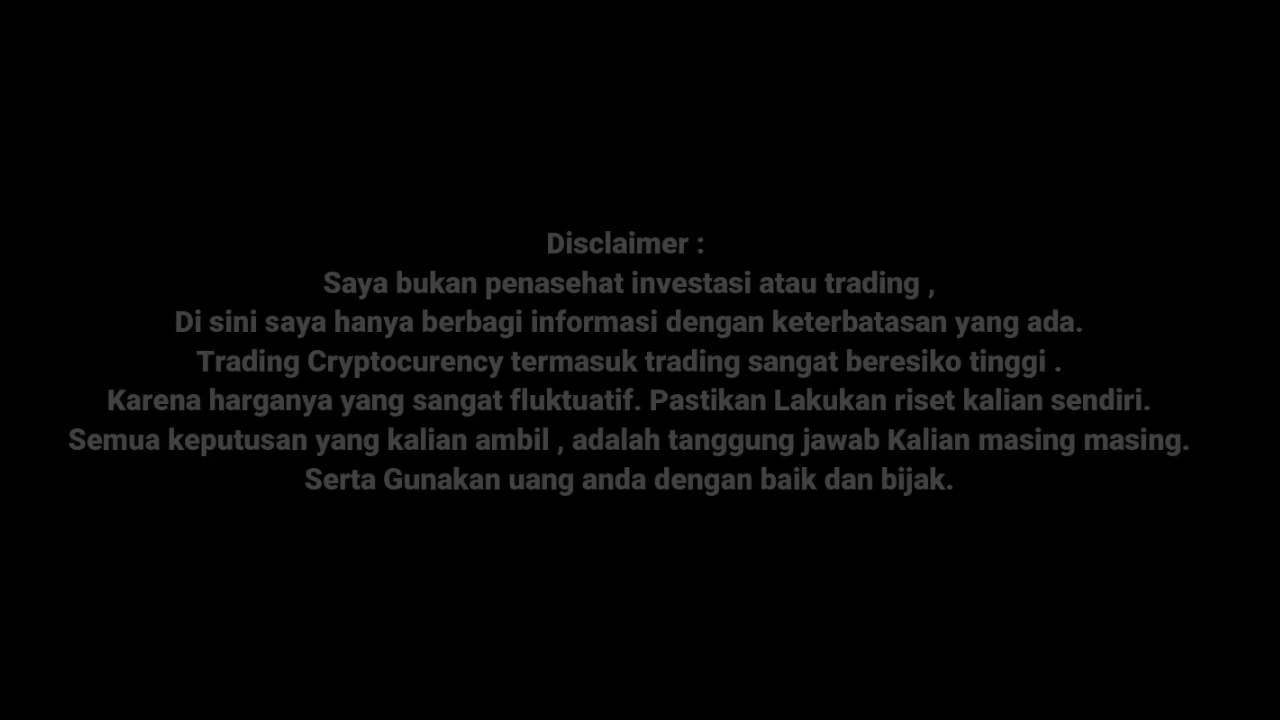 Disclaimer :
Saya bukan penasehat investasi atau trading ,
Di sini saya hanya berbagi informasi dengan keterbatasan yang ada.
Trading Cryptocurency termasuk trading sangat beresiko tinggi .
Karena harganya yang sangat fluktuatif. Pastikan Lakukan riset kalian sendiri.
Semua keputusan yang kalian ambil , adalah tanggung jawab Kalian masing masing.
Serta Gunakan uang anda dengan baik dan bijak.